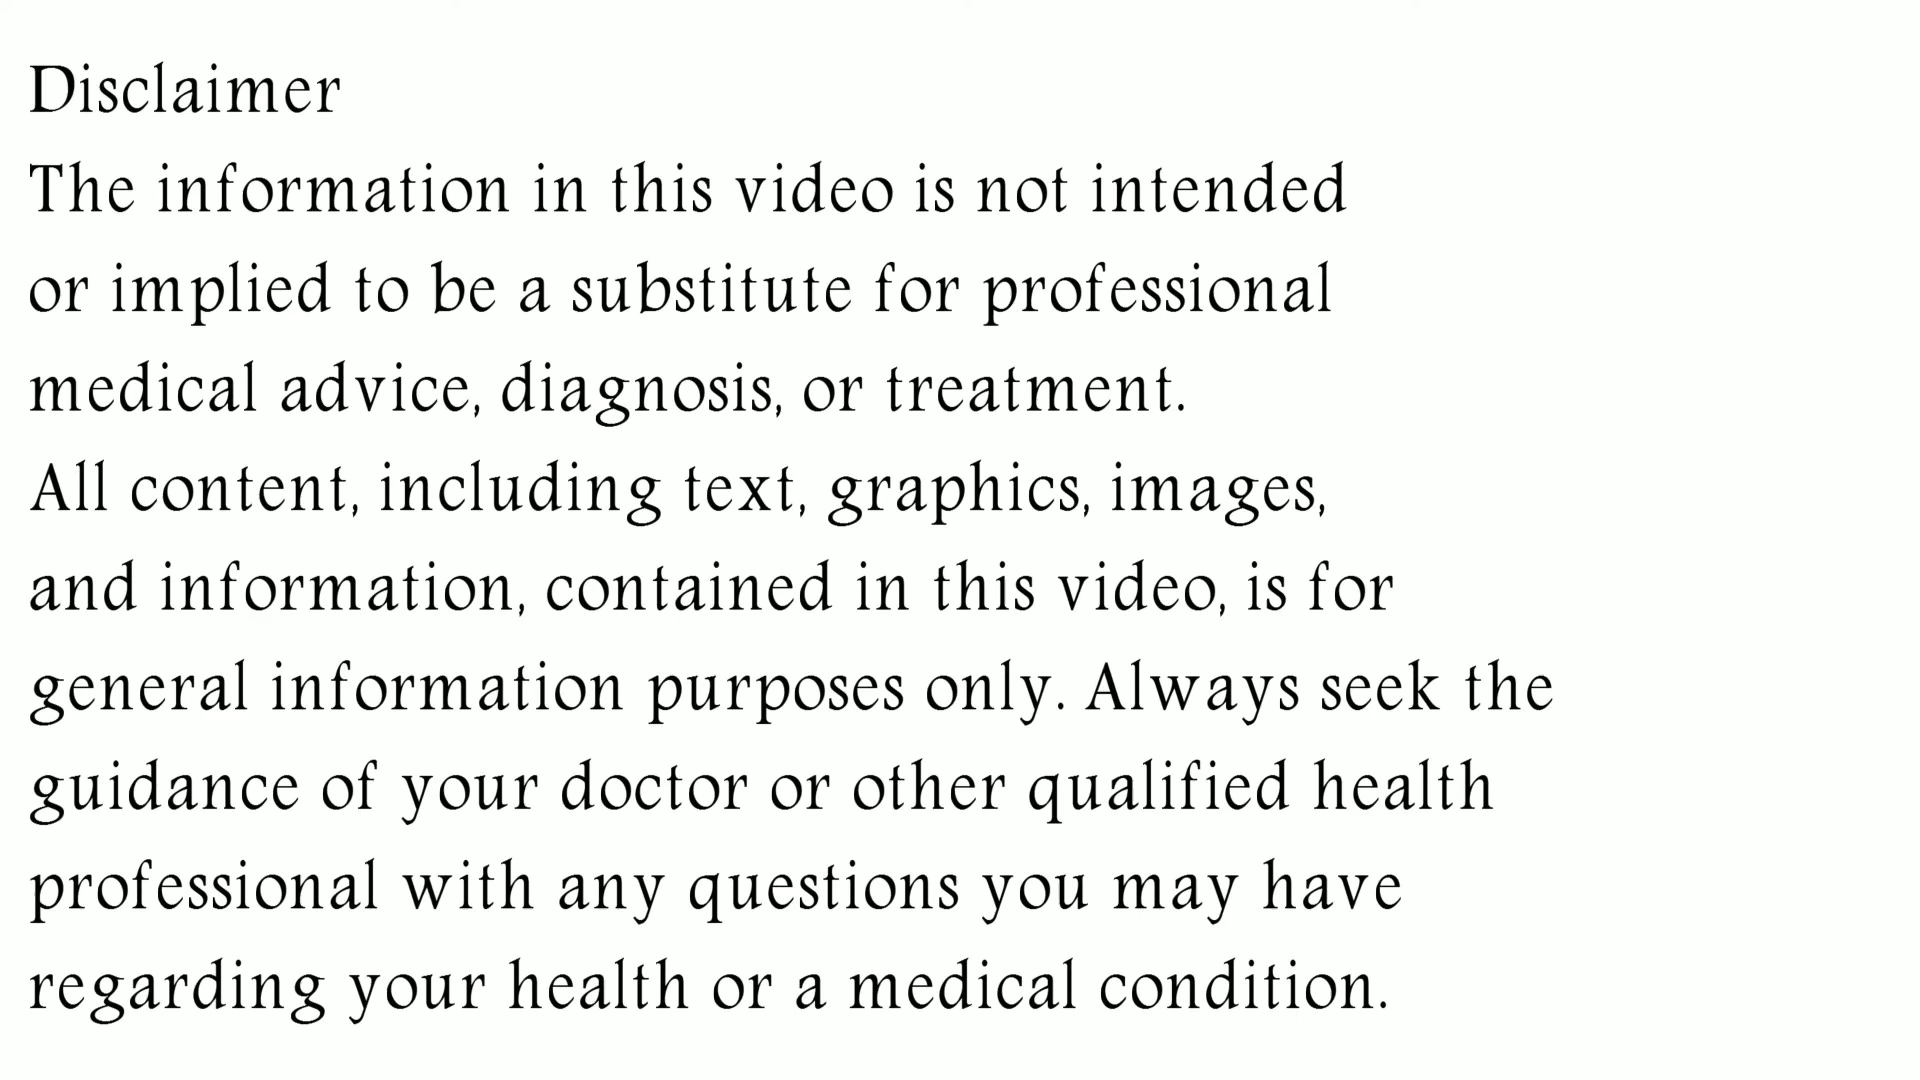 Disclaimer
The information in this video is not intended
or implied to be a substitute for professional
medical advice, diagnosis, or treatment.
All content, including text, graphics, images,
and information, contained in this video, is for
general information purposes only. Always seek the
guidance of your doctor or other qualified health
professional with any questions you may have
regarding your health or a medical condition.